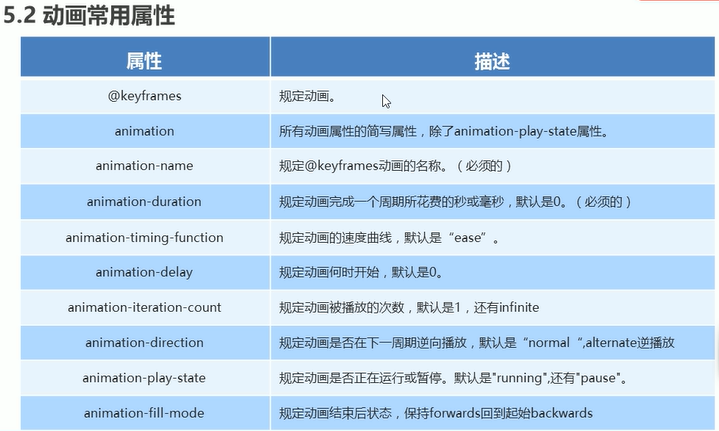 5.2 动画常用属性
属性 描述
@keyframes 规定动画。
animation 所有动画属性的简写属性，除了animation-play-state属性。
animation-name 规定@keyframes动画的名称。（必须的）
animation-duration 规定动画完成一个周期所花费的秒或毫秒，默认是0。（必须的）
animation-timing-function 规定动画的速度曲线，默认是“ease”。
animation-delay 规定动画何时开始，默认是0。
animation-iteration-count 规定动画被播放的次数，默认是1，还有infinite
animation-direction 规定动画是否在下一周期逆向播放，默认是“normal“,alternate逆播放
animation-play-state 规定动画是否正在运行或暂停。默认是"running",还有"pause"。
animation-fill-mode 规定动画结束后状态，保持forwards回到起始backwards